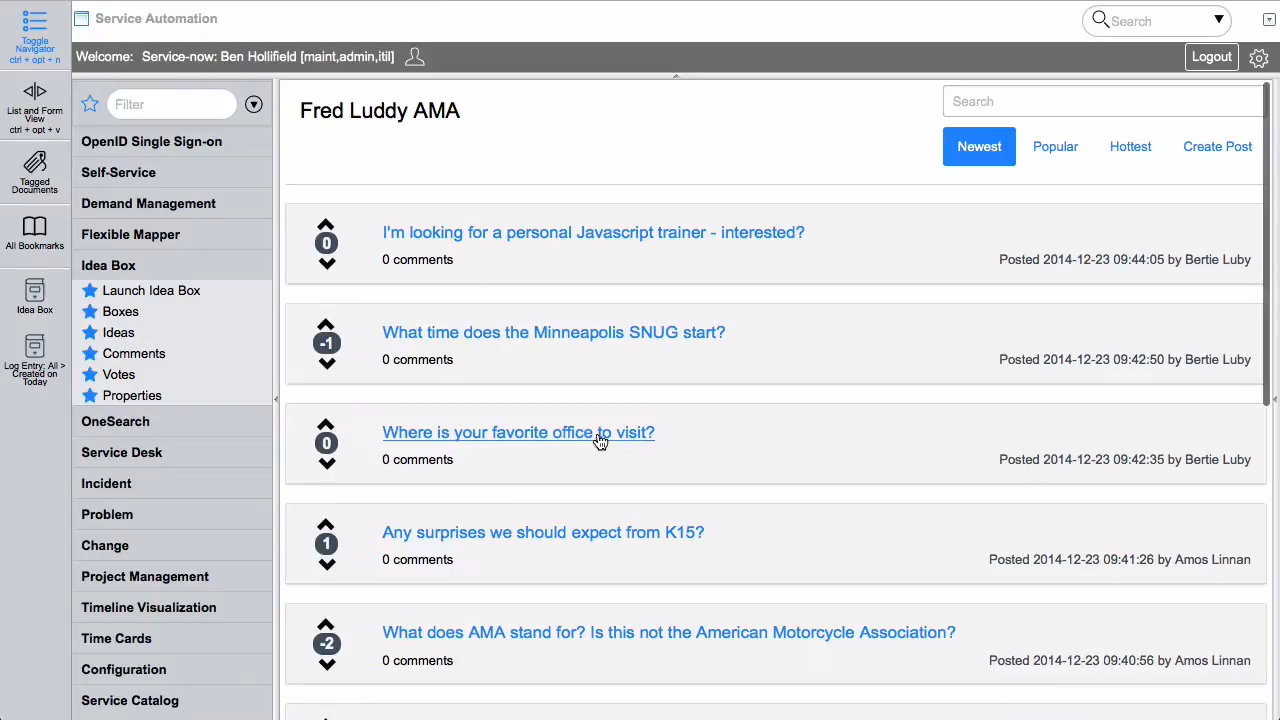 Toggle
Navigator
ctrl + opt + n
List and Form
View
ctrl + opt + v
Tagged
Documents
All Bookmarks
Idea Box
Log Entry: All >
Created on
Today
Service Automation
Search
Welcome: Service-now: Ben Hollifield [maint,admin,itil]
Logout
Filter
OpenID Single Sign-on
Self-Service
Demand Management
Flexible Mapper
Idea Box
Launch Idea Box
Boxes
Ideas
Comments
Votes
Properties
OneSearch
Service Desk
Incident
Problem
Change
Project Management
Timeline Visualization
Time Cards
Configuration
Service Catalog
Fred Luddy AMA
Search
Newest Popular Hottest Create Post
0
I'm looking for a personal Javascript trainer - interested?
0 comments
Posted 2014-12-23 09:44:05 by Bertie Luby
-1
What time does the Minneapolis SNUG start?
0 comments
Posted 2014-12-23 09:42:50 by Bertie Luby
0
Where is your favorite office to visit?
0 comments
Posted 2014-12-23 09:42:35 by Bertie Luby
1
Any surprises we should expect from K15?
0 comments
Posted 2014-12-23 09:41:26 by Amos Linnan
-2
What does AMA stand for? Is this not the American Motorcycle Association?
0 comments
Posted 2014-12-23 09:40:56 by Amos Linnan